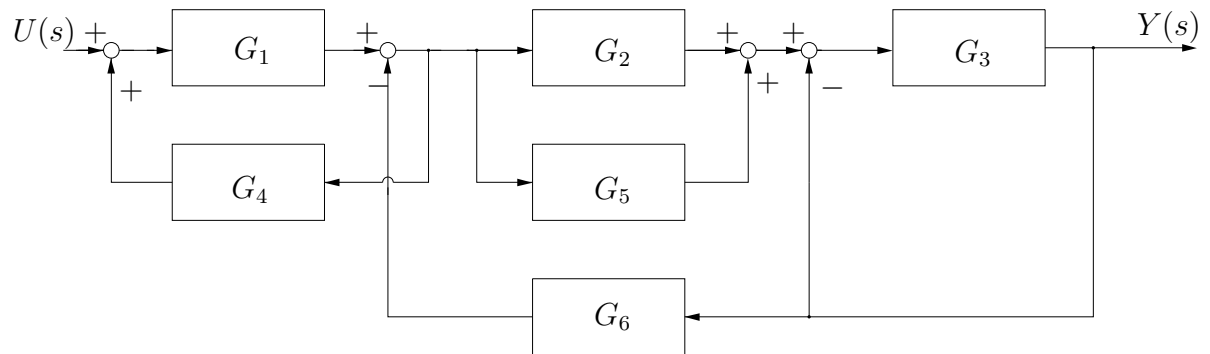 U(s) + G₁ + G₂ + + G₃ Y(s)
+ − + −
G₄ G₅
G₆